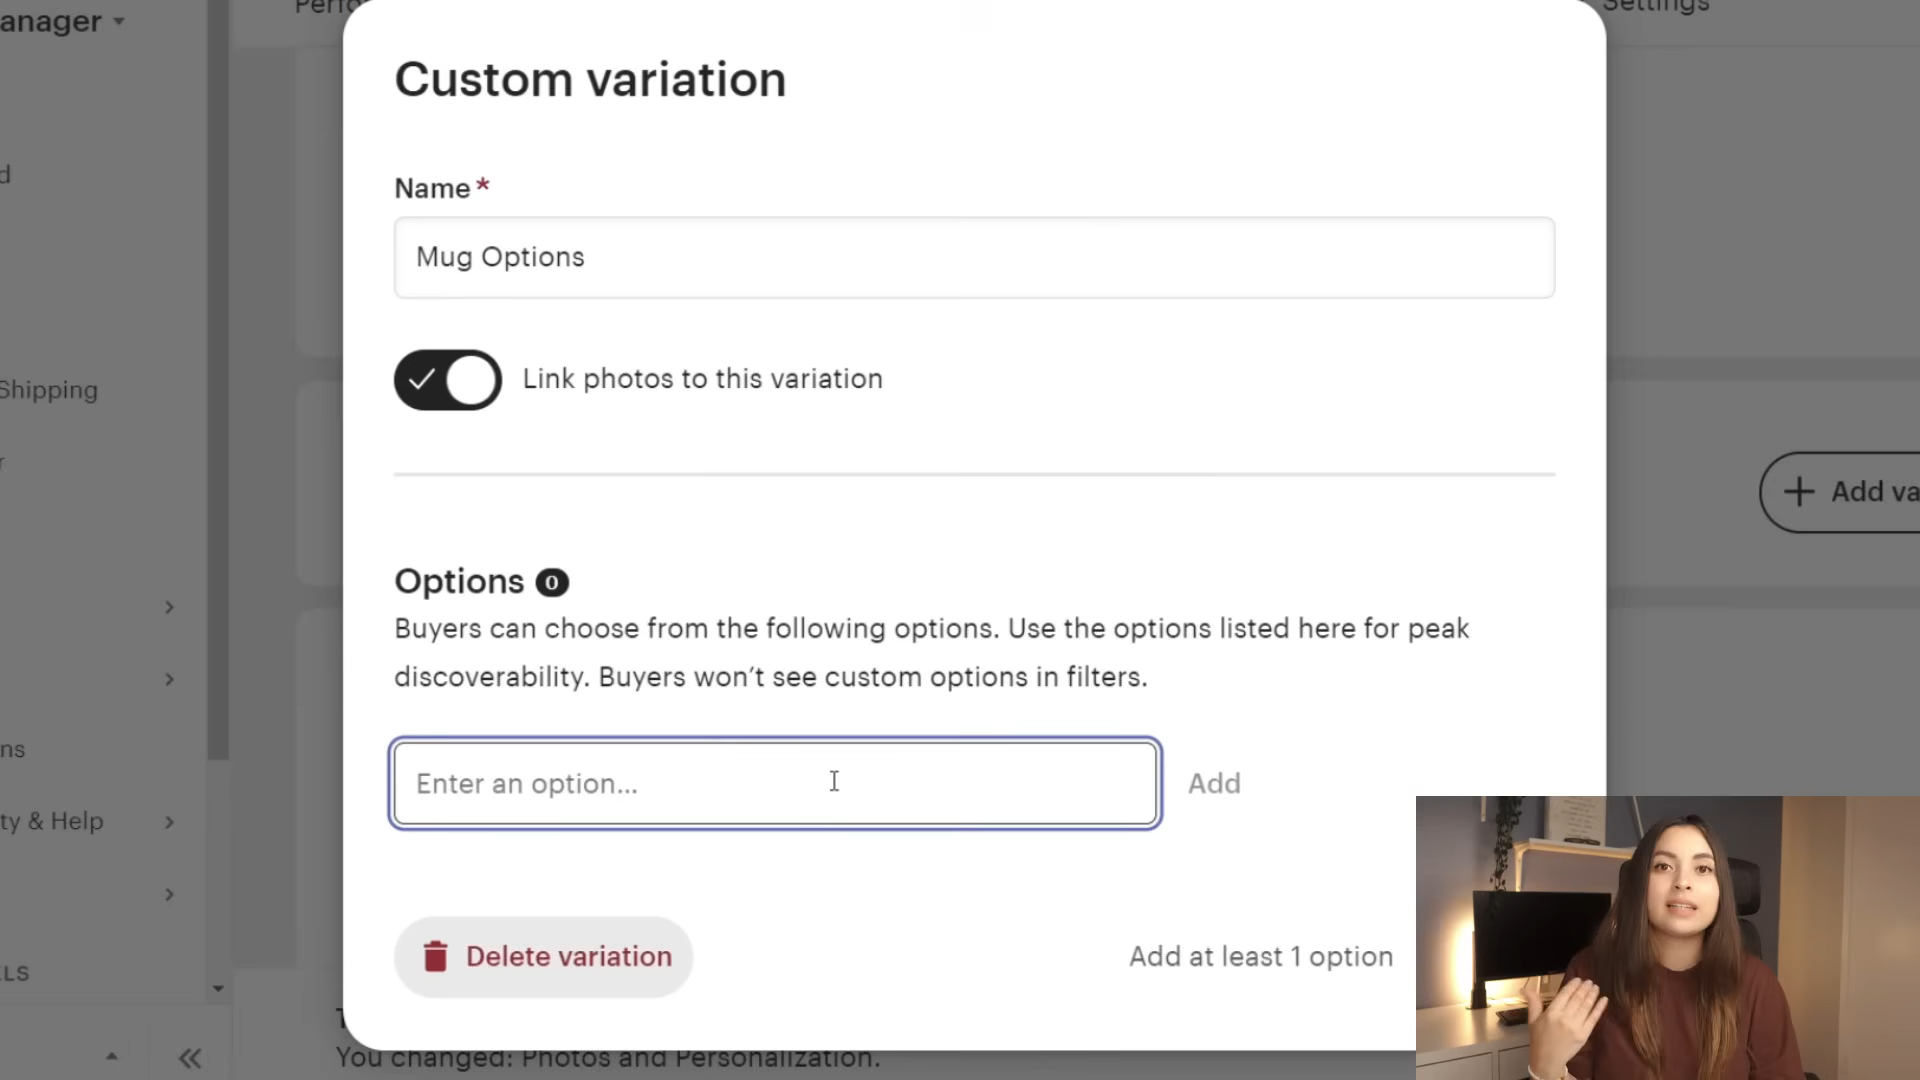 anager
Settings
Custom variation
Name*
Mug Options
Link photos to this variation
Shipping
+ Add va
Options 0
Buyers can choose from the following options. Use the options listed here for peak
discoverability. Buyers won't see custom options in filters.
ns
Enter an option...
Add
ty & Help
Delete variation
Add at least 1 option
LS
You changed: Photos and Personalization.